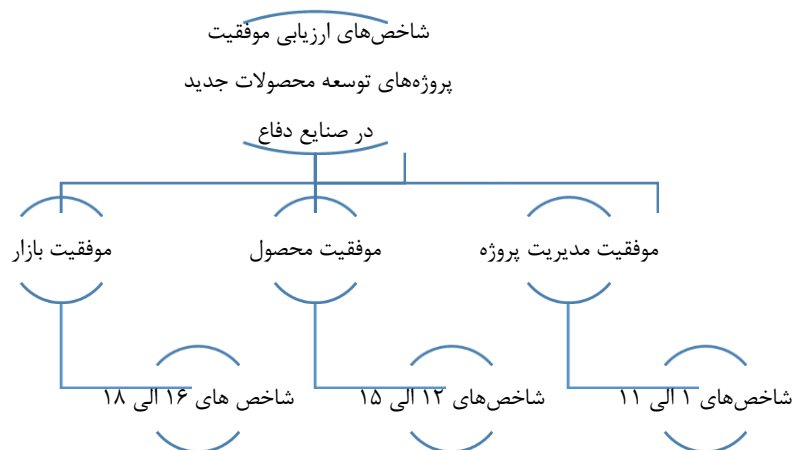 شاخص‌های ارزیابی موفقیت
پروژه‌های توسعه محصولات جدید
در صنایع دفاع
موفقیت مدیریت پروژه
موفقیت محصول
موفقیت بازار
شاخص‌های ۱ الی ۱۱
شاخص‌های ۱۲ الی ۱۵
شاخص های ۱۶ الی ۱۸